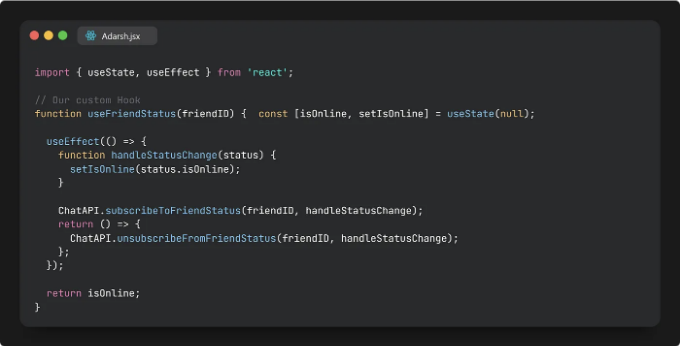 Adarsh.jsx
import { useState, useEffect } from 'react';
// Our custom Hook
function useFriendStatus(friendID) {  const [isOnline, setIsOnline] = useState(null);
  useEffect(() => {
    function handleStatusChange(status) {
      setIsOnline(status.isOnline);
    }
    ChatAPI.subscribeToFriendStatus(friendID, handleStatusChange);
    return () => {
      ChatAPI.unsubscribeFromFriendStatus(friendID, handleStatusChange);
    };
  });
  return isOnline;
}